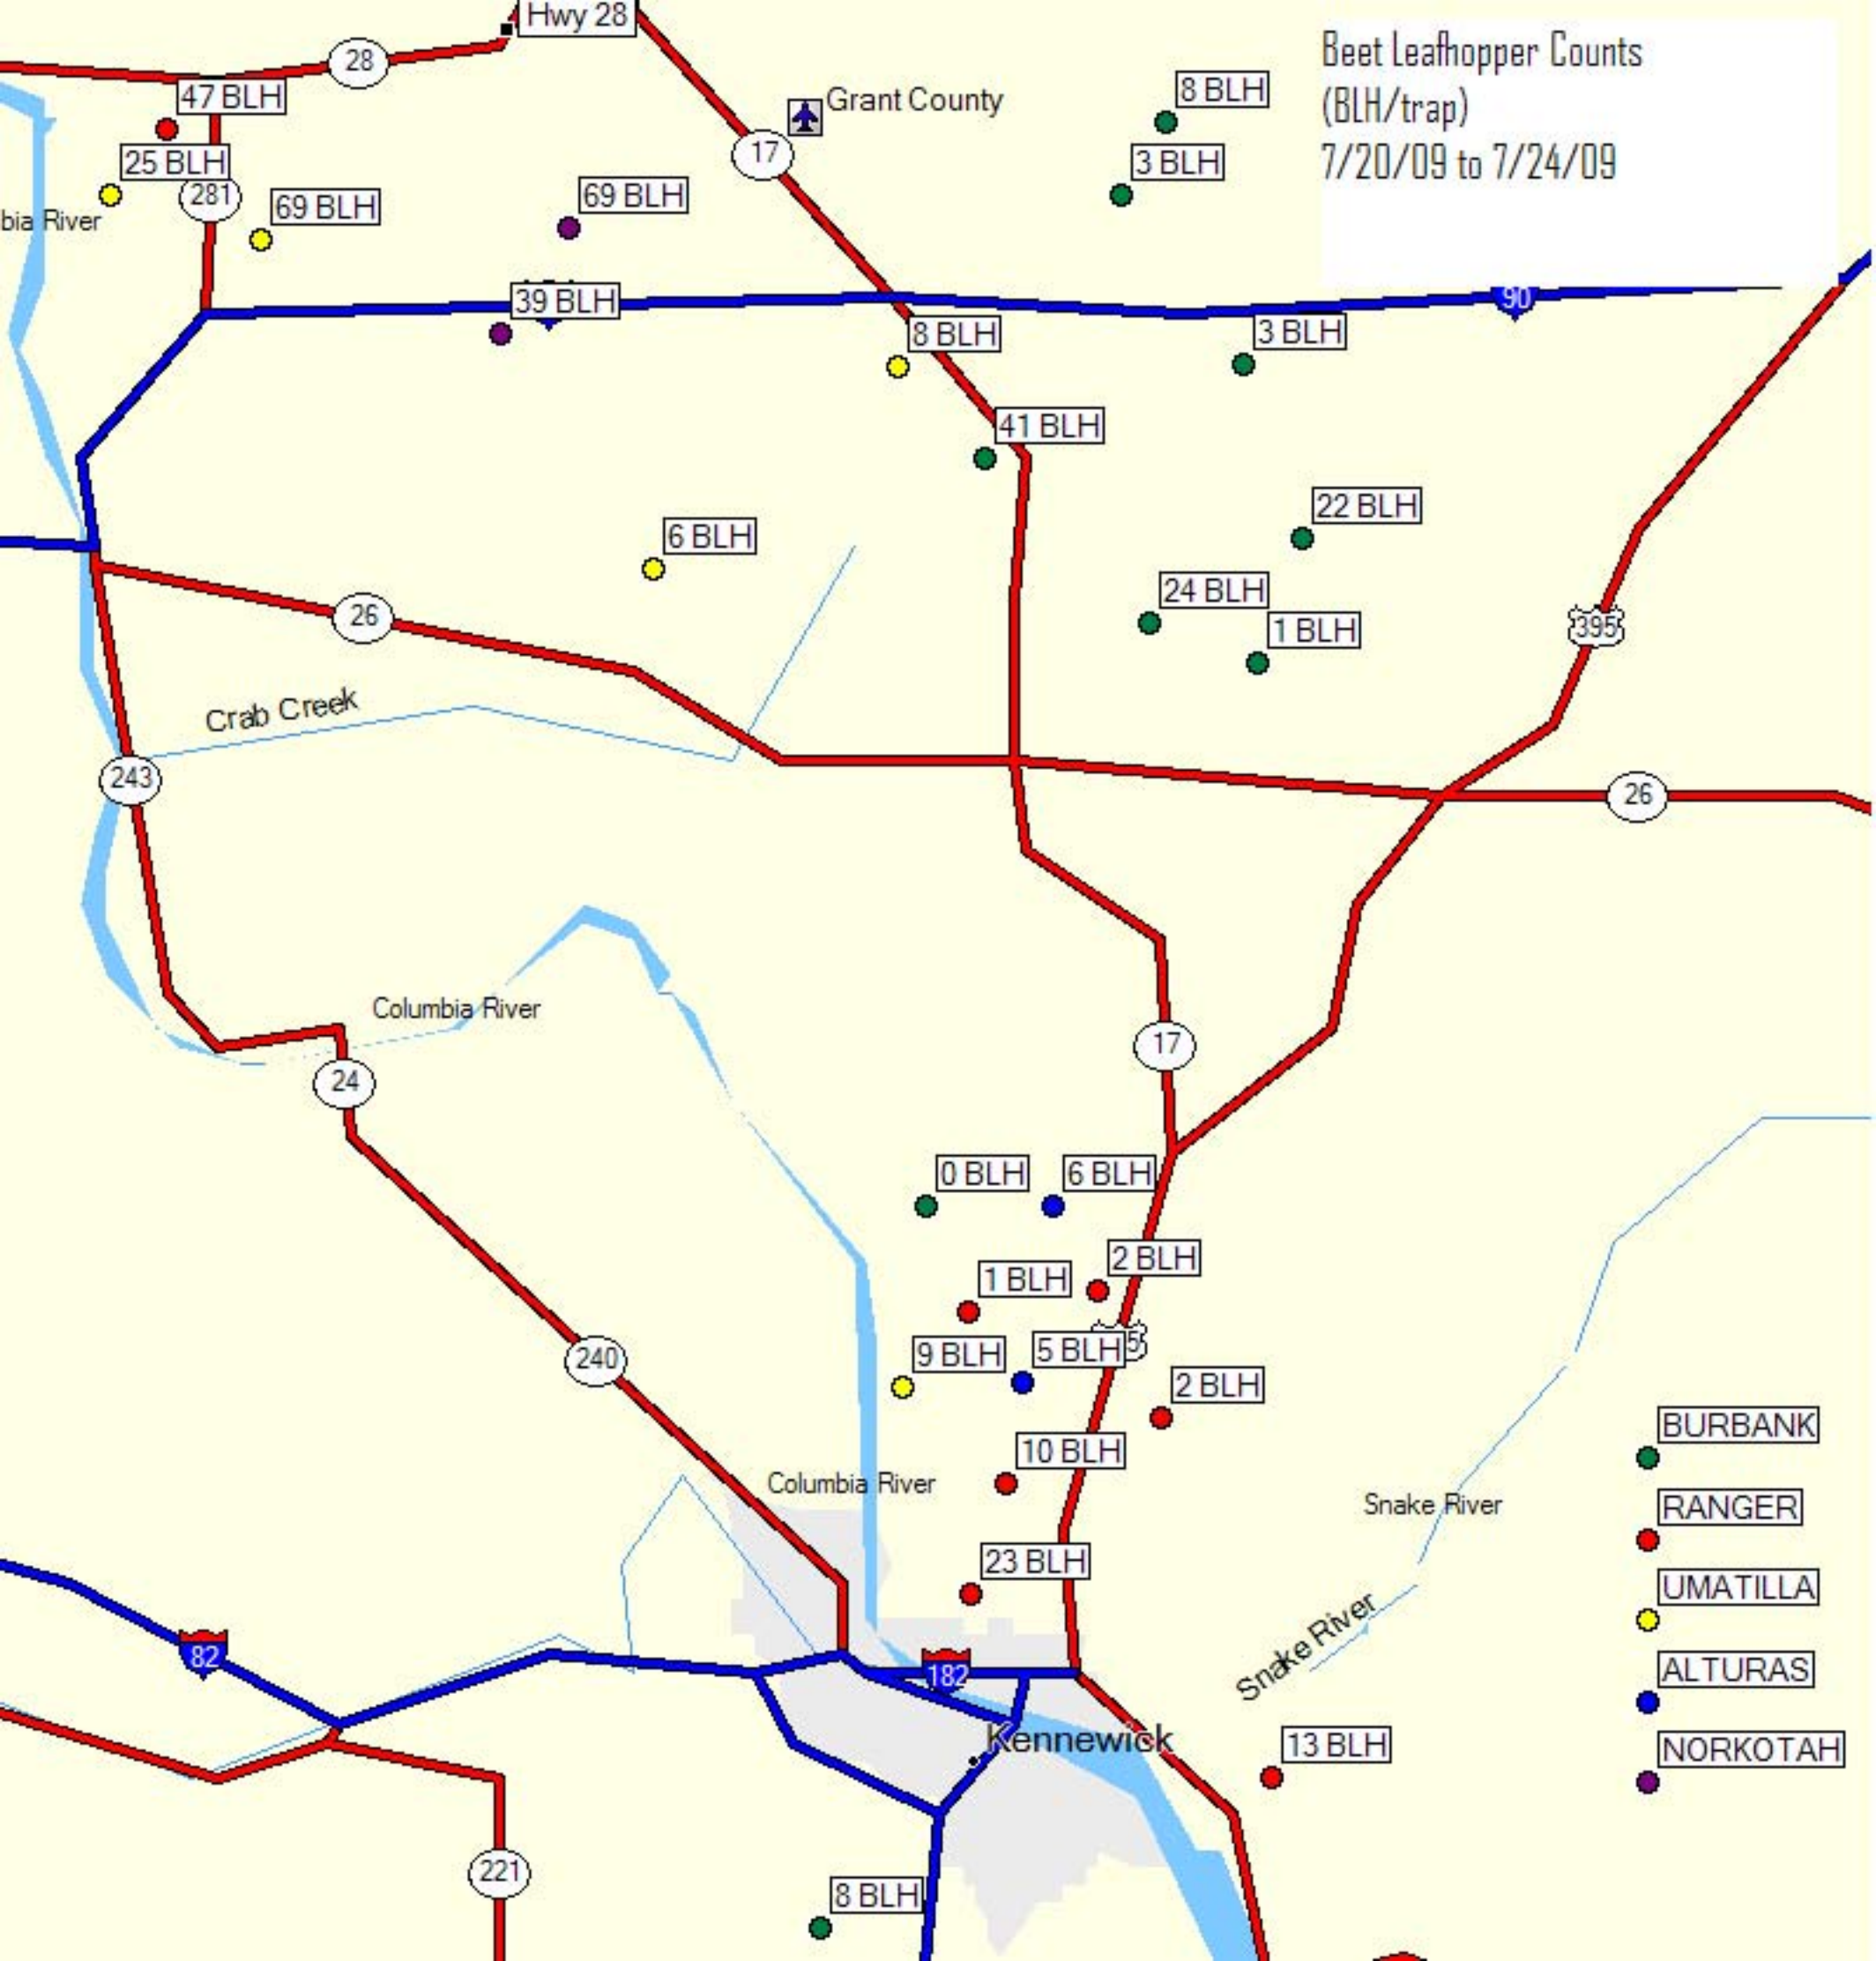 Hwy 28
Beet Leafhopper Counts
(BLH/trap)
7/20/09 to 7/24/09
28
47 BLH
Grant County
8 BLH
17
3 BLH
25 BLH
281
69 BLH
69 BLH
bia River
39 BLH
90
8 BLH
3 BLH
41 BLH
22 BLH
6 BLH
24 BLH
1 BLH
26
395
Crab Creek
243
26
Columbia River
17
24
0 BLH
6 BLH
2 BLH
1 BLH
240
9 BLH
5 BLH
5
2 BLH
BURBANK
10 BLH
Columbia River
Snake River
RANGER
23 BLH
UMATILLA
82
182
Snake River
ALTURAS
Kennewick
13 BLH
NORKOTAH
221
8 BLH